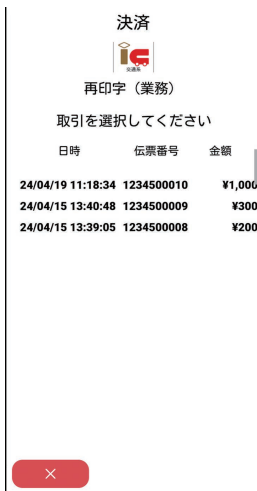 決済
交通系
再印字（業務）
取引を選択してください
日時 伝票番号 金額
24/04/19 11:18:34 1234500010 ¥1,000
24/04/15 13:40:48 1234500009 ¥300
24/04/15 13:39:05 1234500008 ¥200